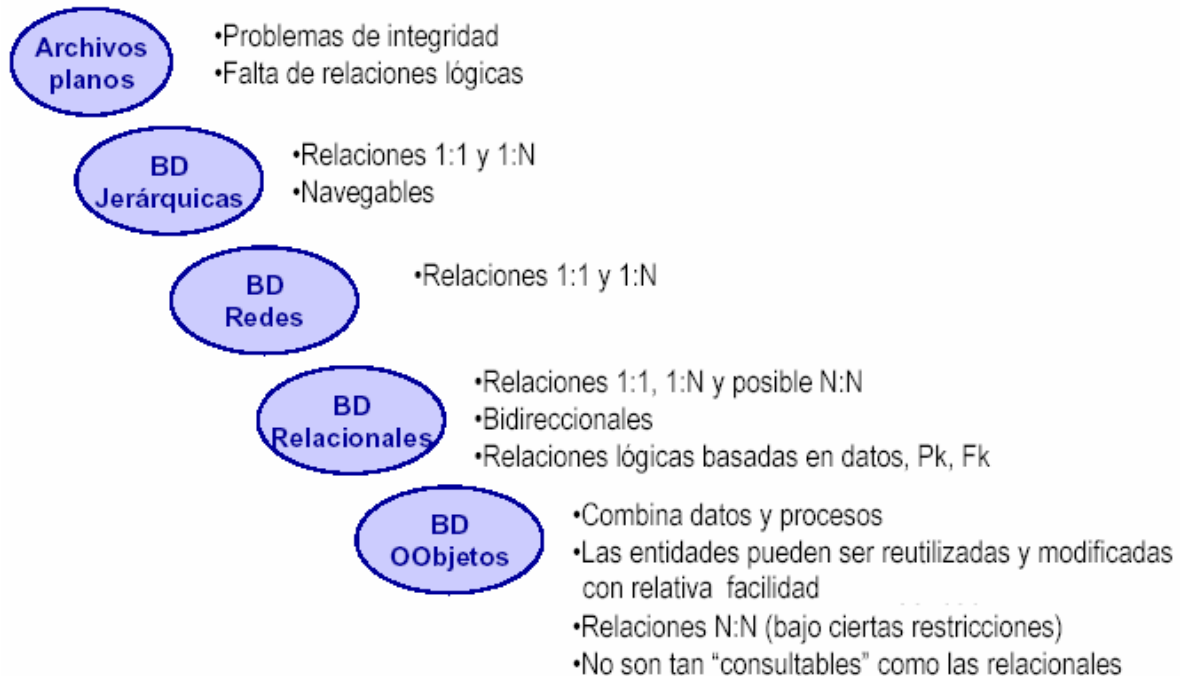 Archivos
planos
•Problemas de integridad
•Falta de relaciones lógicas
BD
Jerárquicas
•Relaciones 1:1 y 1:N
•Navegables
BD
Redes
•Relaciones 1:1 y 1:N
BD
Relacionales
•Relaciones 1:1, 1:N y posible N:N
•Bidireccionales
•Relaciones lógicas basadas en datos, Pk, Fk
BD
OObjetos
•Combina datos y procesos
•Las entidades pueden ser reutilizadas y modificadas
con relativa facilidad
•Relaciones N:N (bajo ciertas restricciones)
•No son tan “consultables” como las relacionales